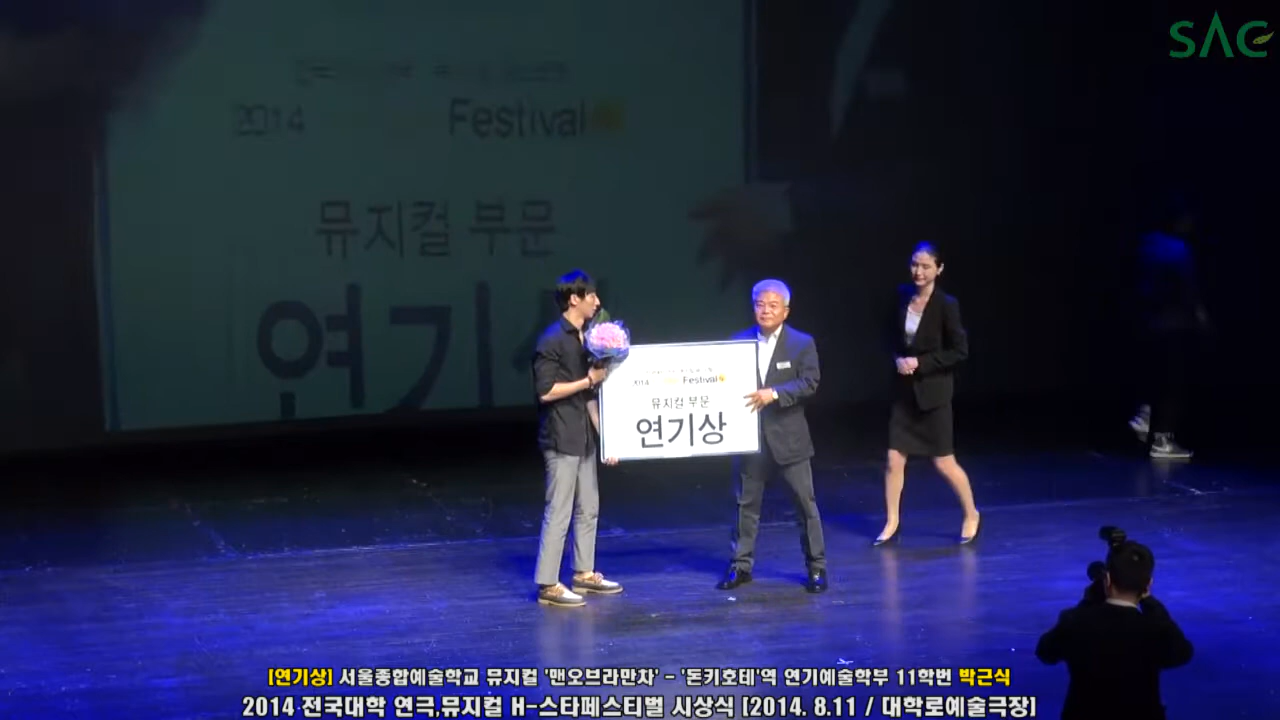 SAC
2014 Festival
뮤지컬 부문
연기상
2014 Festival
뮤지컬 부문
연기상
[연기상] 서울종합예술학교 뮤지컬 '맨오브라만차' - '돈키호테'역 연기예술학부 11학번 박근식
2014 전국대학 연극,뮤지컬 H-스타페스티벌 시상식 [2014. 8.11 / 대학로예술극장]